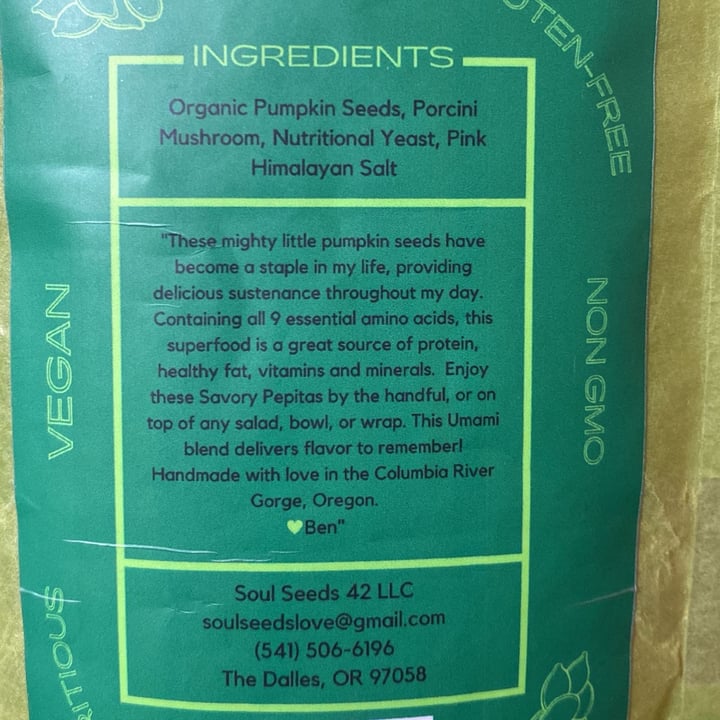 INGREDIENTS
Organic Pumpkin Seeds, Porcini
Mushroom, Nutritional Yeast, Pink
Himalayan Salt
"These mighty little pumpkin seeds have
become a staple in my life, providing
delicious sustenance throughout my day.
Containing all 9 essential amino acids, this
superfood is a great source of protein,
healthy fat, vitamins and minerals. Enjoy
these Savory Pepitas by the handful, or on
top of any salad, bowl, or wrap. This Umami
blend delivers flavor to remember!
Handmade with love in the Columbia River
Gorge, Oregon.
💚Ben"
Soul Seeds 42 LLC
soulseedslove@gmail.com
(541) 506-6196
The Dalles, OR 97058
VEGAN
NON GMO